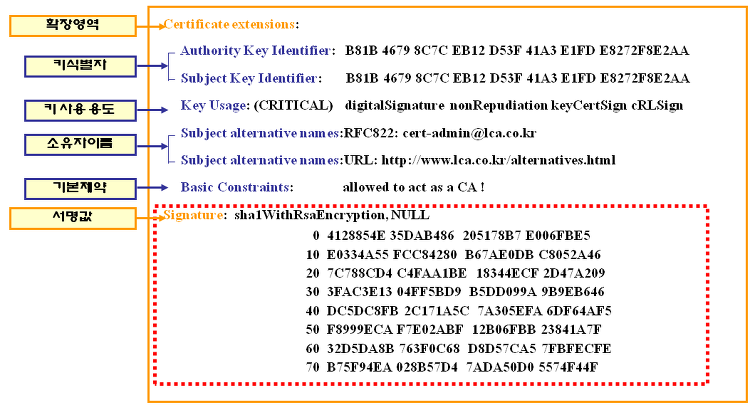 확장영역
Certificate extensions:
키식별자
Authority Key Identifier: B81B 4679 8C7C EB12 D53F 41A3 E1FD E8272F8E2AA
Subject Key Identifier: B81B 4679 8C7C EB12 D53F 41A3 E1FD E8272F8E2AA
키 사용 용도
Key Usage: (CRITICAL) digitalSignature nonRepudiation keyCertSign cRLSign
소유자이름
Subject alternative names:RFC822: cert-admin@lca.co.kr
Subject alternative names:URL: http://www.lca.co.kr/alternatives.html
기본제약
Basic Constraints: allowed to act as a CA !
서명값
Signature: sha1WithRsaEncryption, NULL
0 4128854E 35DAB486 205178B7 E006FBE5
10 E0334A55 FCC84280 B67AE0DB C8052A46
20 7C788CD4 C4FAA1BE 18344ECF 2D47A209
30 3FAC3E13 04FF5BD9 B5DD099A 9B9EB646
40 DC5DC8FB 2C171A5C 7A305EFA 6DF64AF5
50 F8999ECA F7E02ABF 12B06FBB 23841A7F
60 32D5DA8B 763F0C68 D8D57CA5 7FBFECFE
70 B75F94EA 028B57D4 7ADA50D0 5574F44F